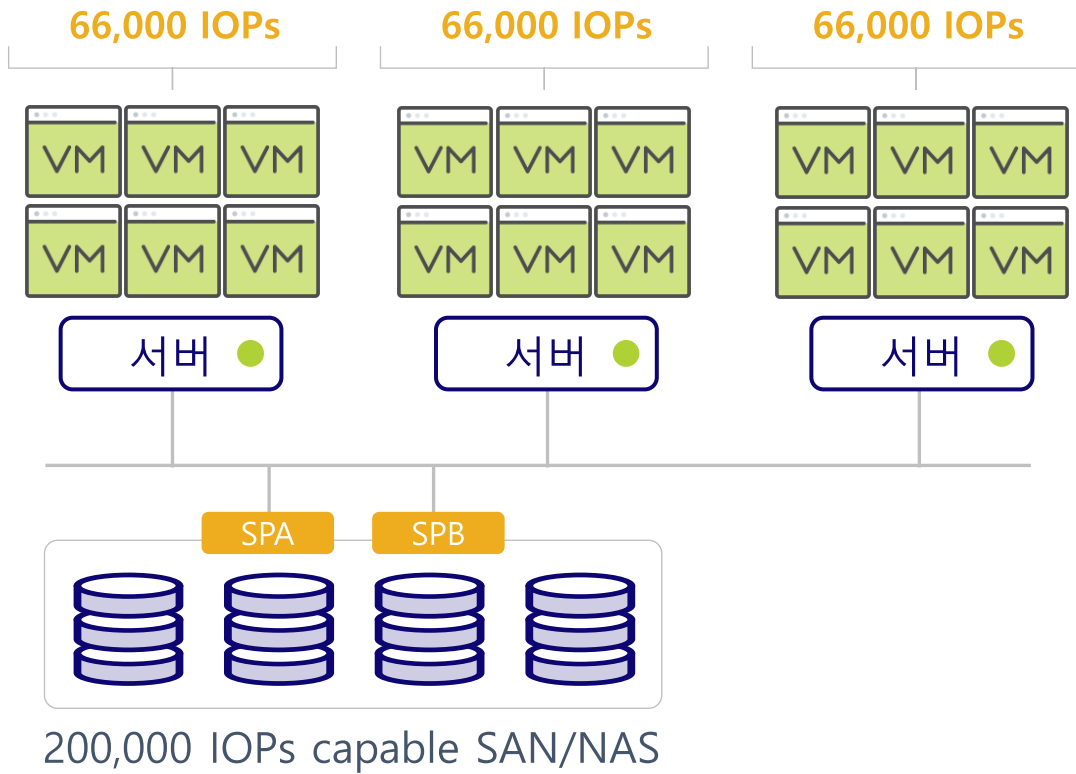 66,000 IOPs 66,000 IOPs 66,000 IOPs
VM VM VM VM VM VM VM VM VM
VM VM VM VM VM VM VM VM VM
서버 서버 서버
SPA SPB
200,000 IOPs capable SAN/NAS